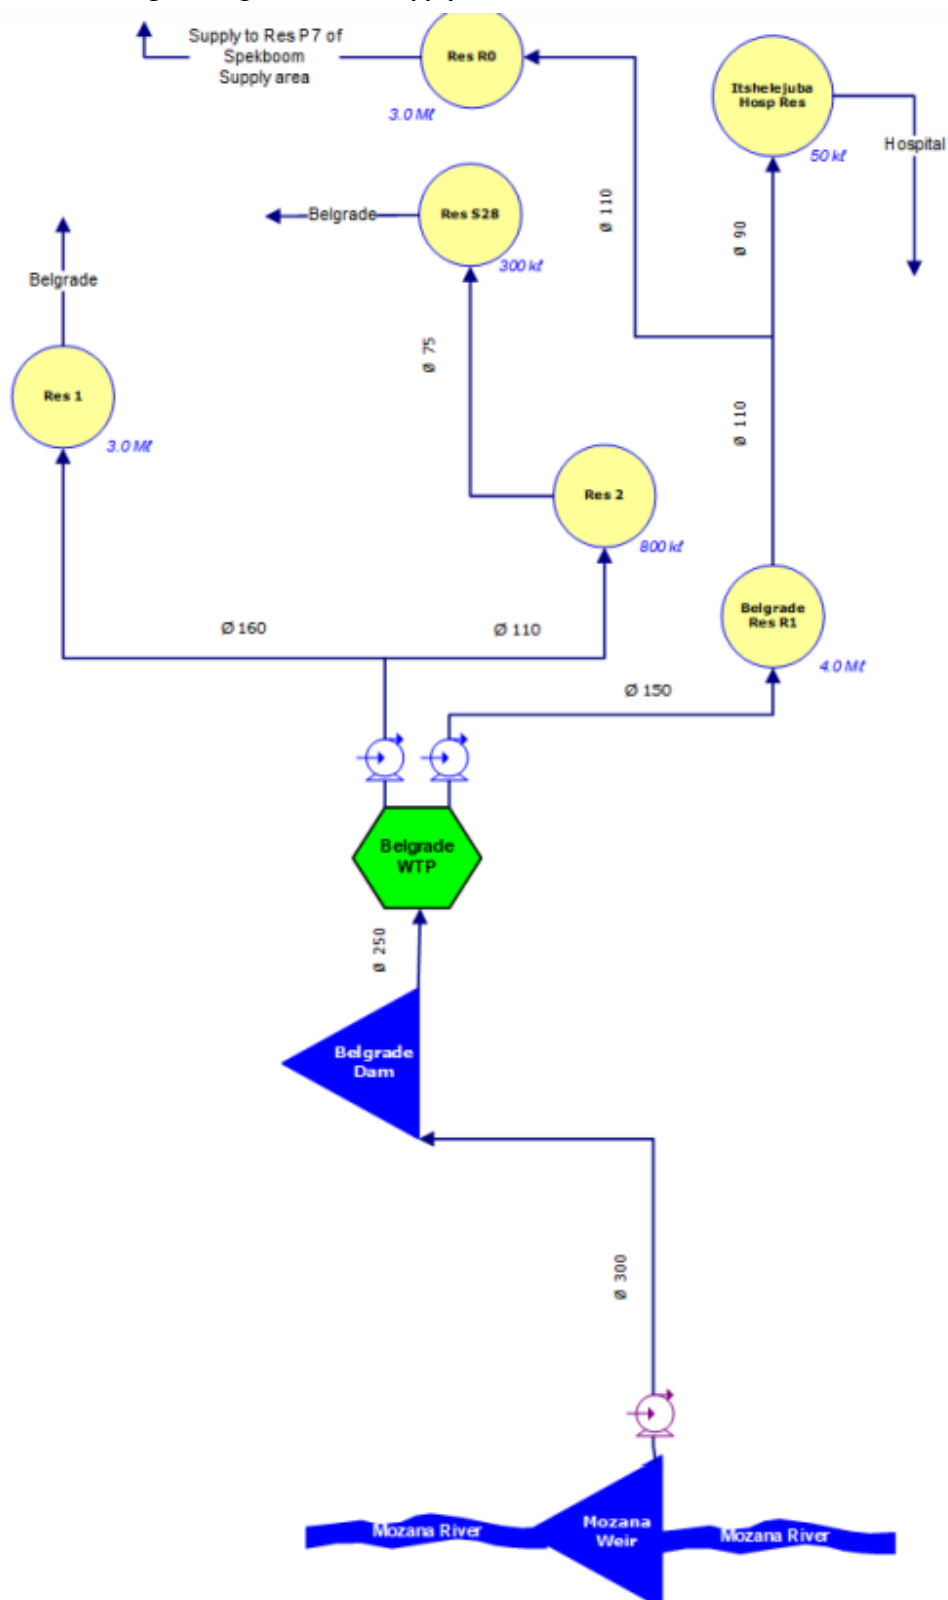 Supply to Res P7 of
Spekboom
Supply area
Res R0
3.0 Mℓ
Itshelejuba
Hosp Res
50 kℓ
Hospital
Ø 110
Ø 90
Belgrade
Res S28
300 kℓ
Belgrade
Ø 75
Res 1
3.0 Mℓ
Ø 110
Res 2
800 kℓ
Belgrade
Res R1
4.0 Mℓ
Ø 160
Ø 110
Ø 150
Belgrade
WTP
Ø 250
Belgrade
Dam
Ø 300
Mozana River
Mozana
Weir
Mozana River